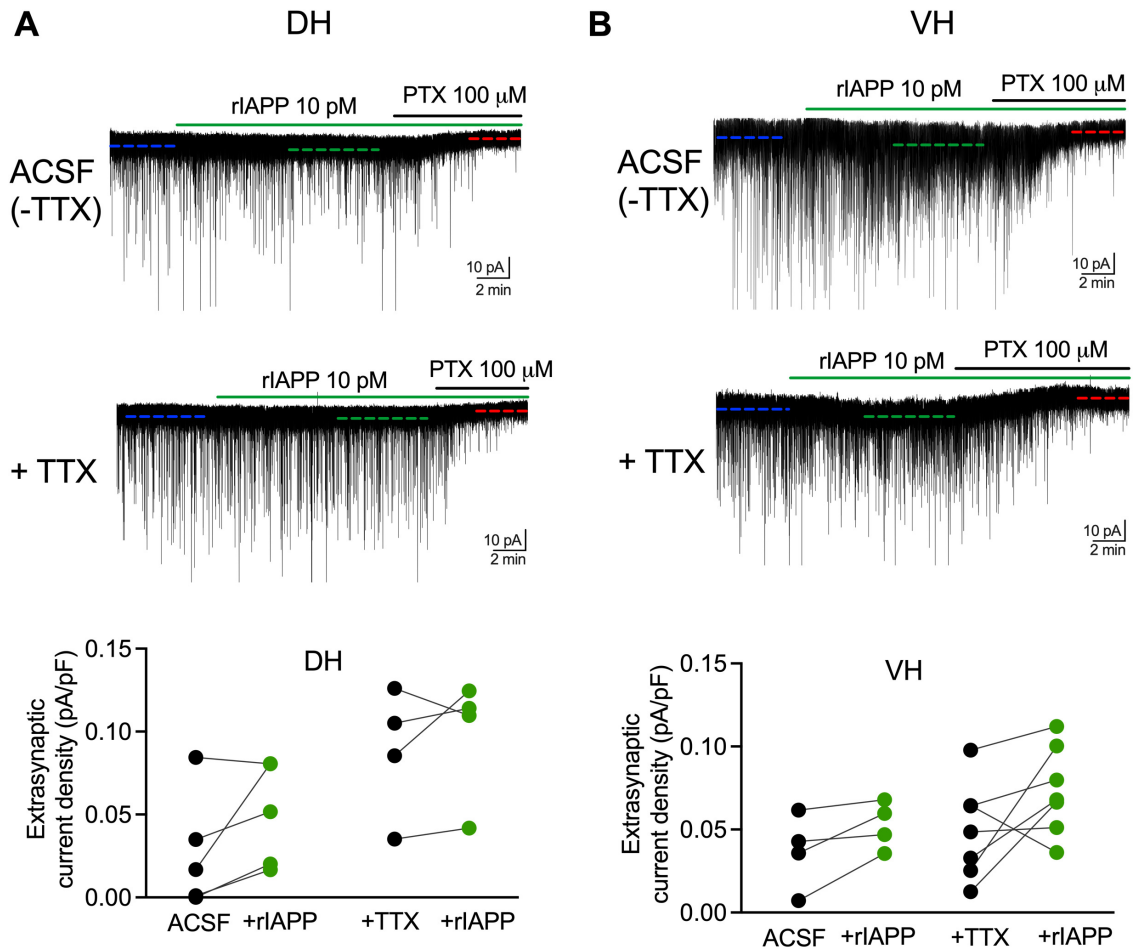 A
DH
rIAPP 10 pM
PTX 100 μM
ACSF
(-TTX)
10 pA
2 min
rIAPP 10 pM
PTX 100 μM
+ TTX
10 pA
2 min
DH
Extrasynaptic
current density (pA/pF)
0.15
0.10
0.05
0.00
ACSF
+rIAPP
+TTX
+rIAPP
B
VH
rIAPP 10 pM
PTX 100 μM
ACSF
(-TTX)
10 pA
2 min
rIAPP 10 pM
PTX 100 μM
+ TTX
10 pA
2 min
VH
Extrasynaptic
current density (pA/pF)
0.15
0.10
0.05
0.00
ACSF
+rIAPP
+TTX
+rIAPP